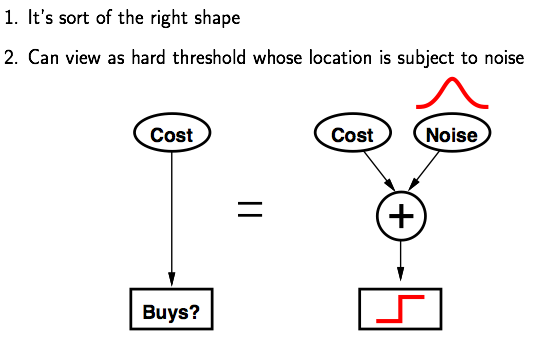 1. It's sort of the right shape
2. Can view as hard threshold whose location is subject to noise
Cost
Cost
Noise
=
+
Buys?